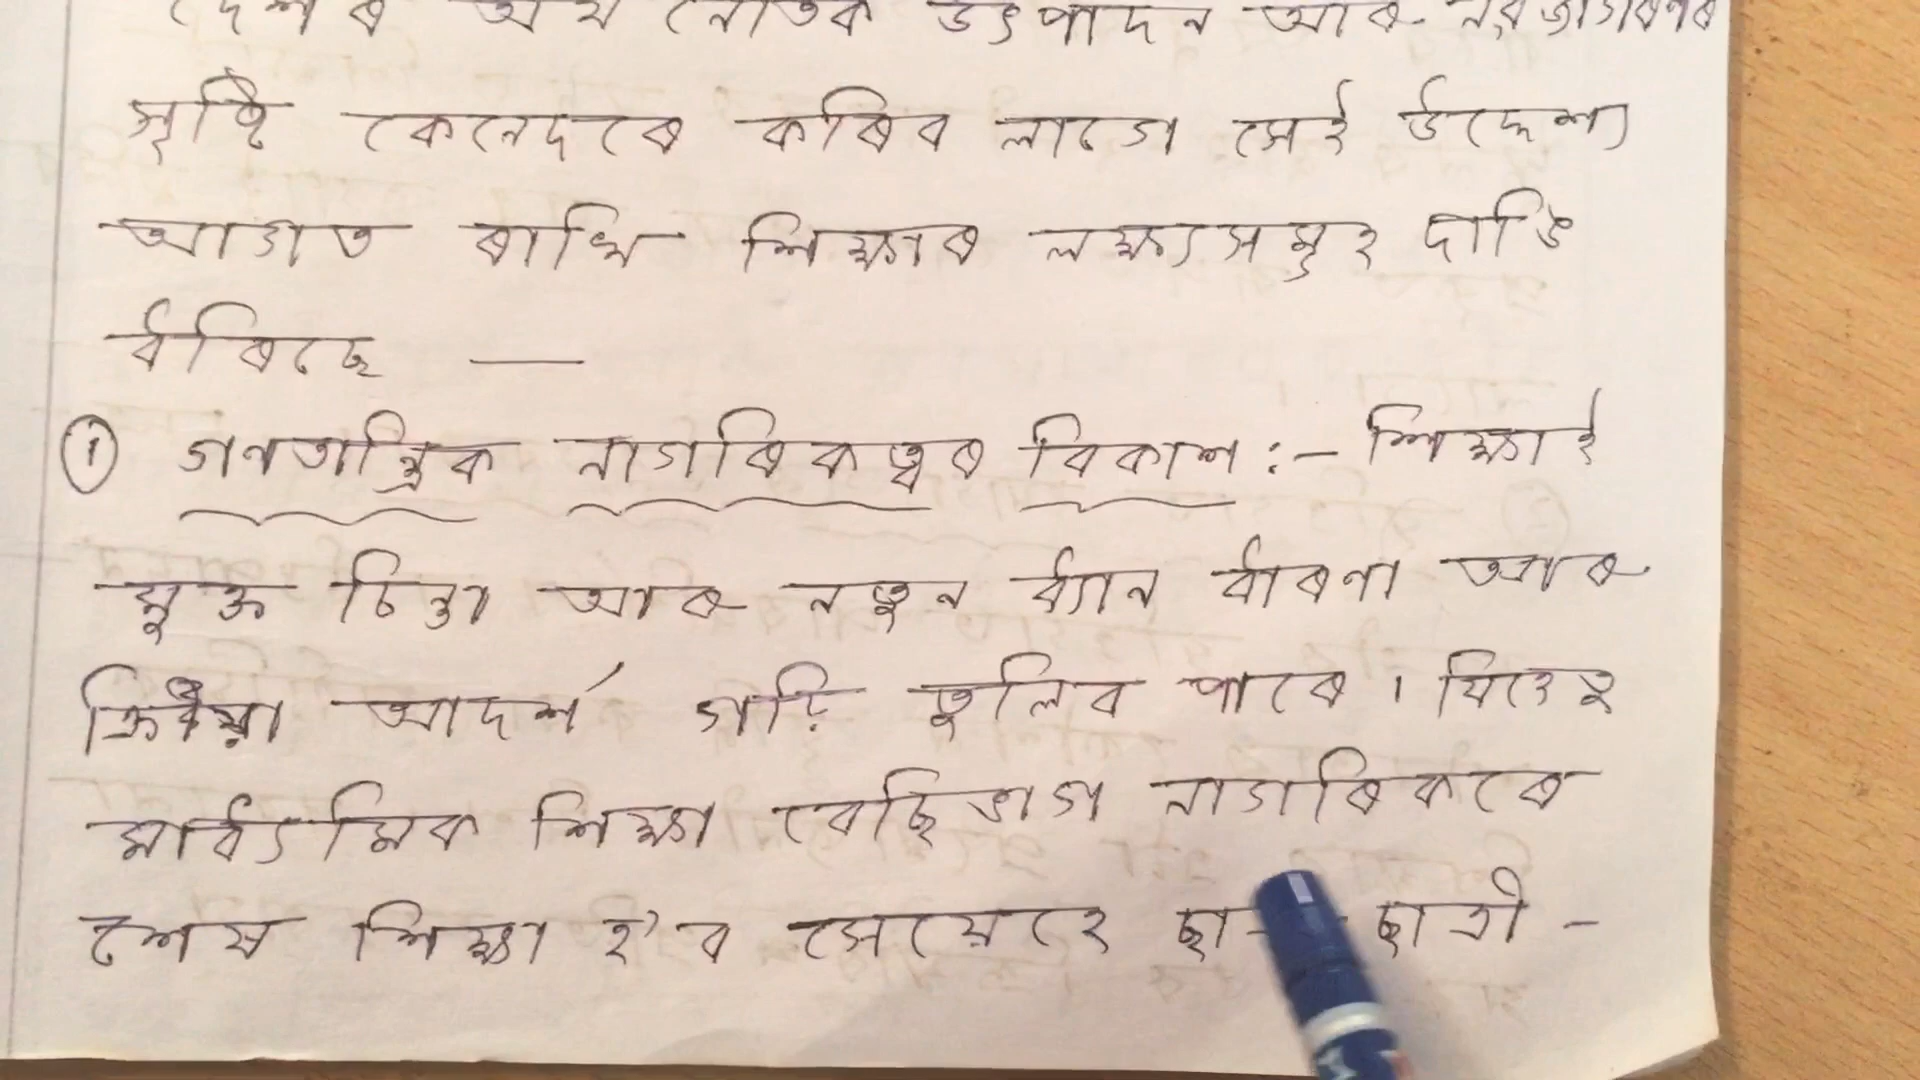 দেশৰ অৰ্থনৈতিক উৎপাদন আৰু নৱজাগৰণৰ
সৃষ্টি কেনেদৰে কৰিব লাগে সেই উদ্দেশ্য
আগত ৰাখি শিক্ষাৰ লক্ষ্যসমূহ দাঙি
ধৰিছে —
① গণতান্ত্ৰিক নাগৰিকত্বৰ বিকাশ :- শিক্ষাই
মুক্ত চিন্তা আৰু নতুন ধ্যান ধাৰণা আৰু
ক্ৰিয়া আদৰ্শ গঢ়ি তুলিব পাৰে । যিহেতু
মাধ্যমিক শিক্ষা বেছিভাগ নাগৰিকৰে
শেষ শিক্ষা হ'ব সেয়েহে ছাত্ৰ-ছাত্ৰী -